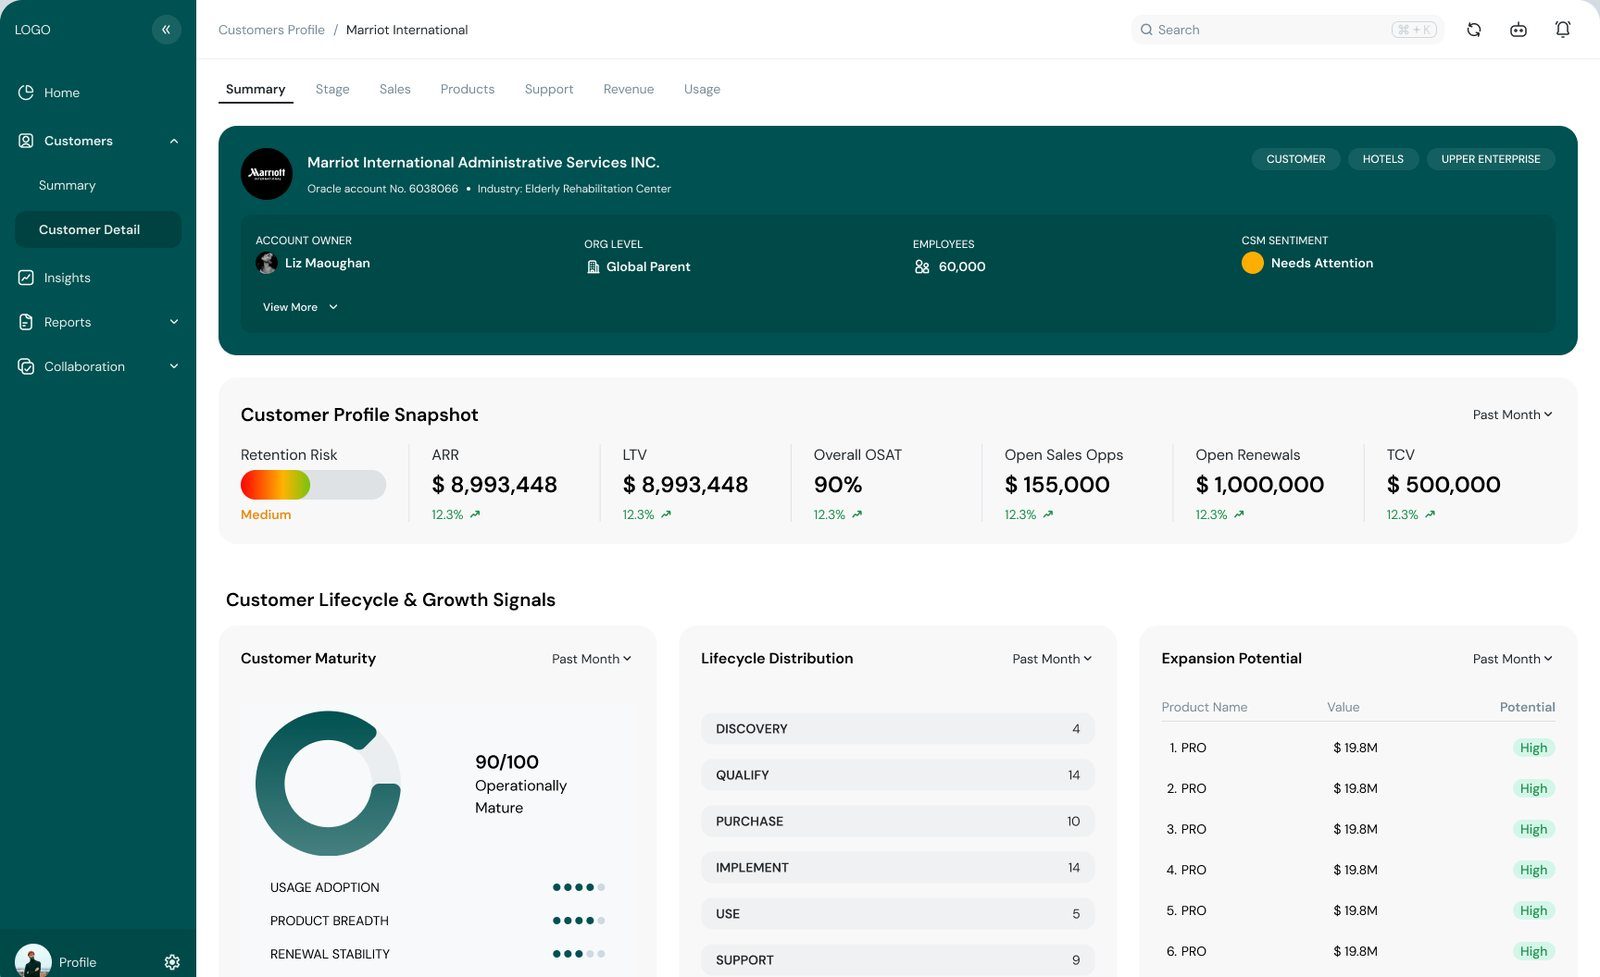 LOGO
«
Customers Profile / Marriot International
Search
⌘ + K
Home
Customers
Summary
Customer Detail
Insights
Reports
Collaboration
Profile
Summary Stage Sales Products Support Revenue Usage
Marriott
INTERNATIONAL
Marriot International Administrative Services INC.
Oracle account No. 6038066 • Industry: Elderly Rehabilitation Center
CUSTOMER HOTELS UPPER ENTERPRISE
ACCOUNT OWNER
Liz Maoughan
ORG LEVEL
Global Parent
EMPLOYEES
60,000
CSM SENTIMENT
Needs Attention
View More
Customer Profile Snapshot
Past Month
Retention Risk
Medium
ARR
$ 8,993,448
12.3%
LTV
$ 8,993,448
12.3%
Overall OSAT
90%
12.3%
Open Sales Opps
$ 155,000
12.3%
Open Renewals
$ 1,000,000
12.3%
TCV
$ 500,000
12.3%
Customer Lifecycle & Growth Signals
Customer Maturity
Past Month
90/100
Operationally
Mature
USAGE ADOPTION
PRODUCT BREADTH
RENEWAL STABILITY
Lifecycle Distribution
Past Month
DISCOVERY 4
QUALIFY 14
PURCHASE 10
IMPLEMENT 14
USE 5
SUPPORT 9
Expansion Potential
Past Month
Product Name Value Potential
1. PRO $ 19.8M High
2. PRO $ 19.8M High
3. PRO $ 19.8M High
4. PRO $ 19.8M High
5. PRO $ 19.8M High
6. PRO $ 19.8M High